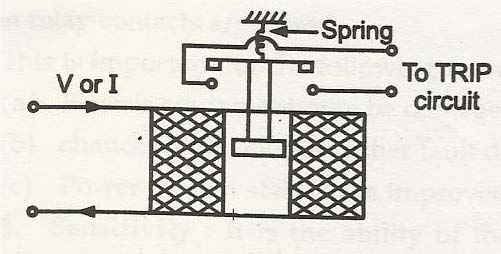 Spring
V or I
To TRIP
circuit